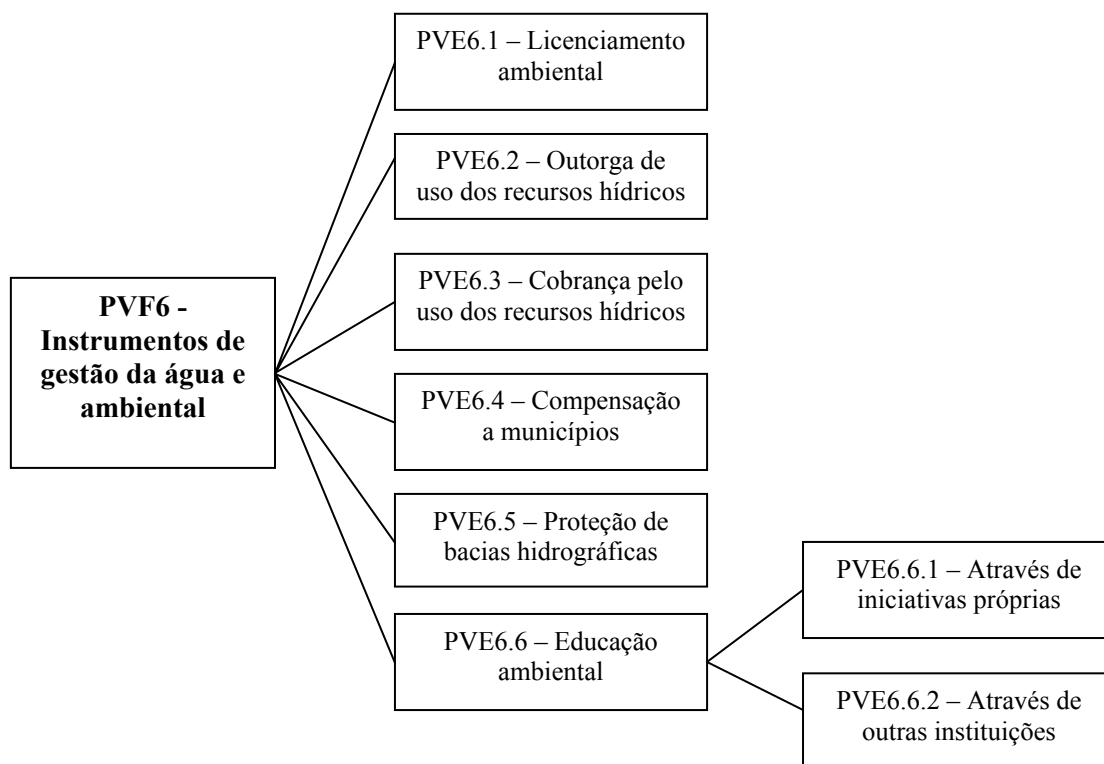 PVE6.1 – Licenciamento
ambiental
PVE6.2 – Outorga de
uso dos recursos hídricos
PVE6.3 – Cobrança pelo
uso dos recursos hídricos
PVF6 -
Instrumentos de
gestão da água e
ambiental
PVE6.4 – Compensação
a municípios
PVE6.5 – Proteção de
bacias hidrográficas
PVE6.6 – Educação
ambiental
PVE6.6.1 – Através de
iniciativas próprias
PVE6.6.2 – Através de
outras instituições